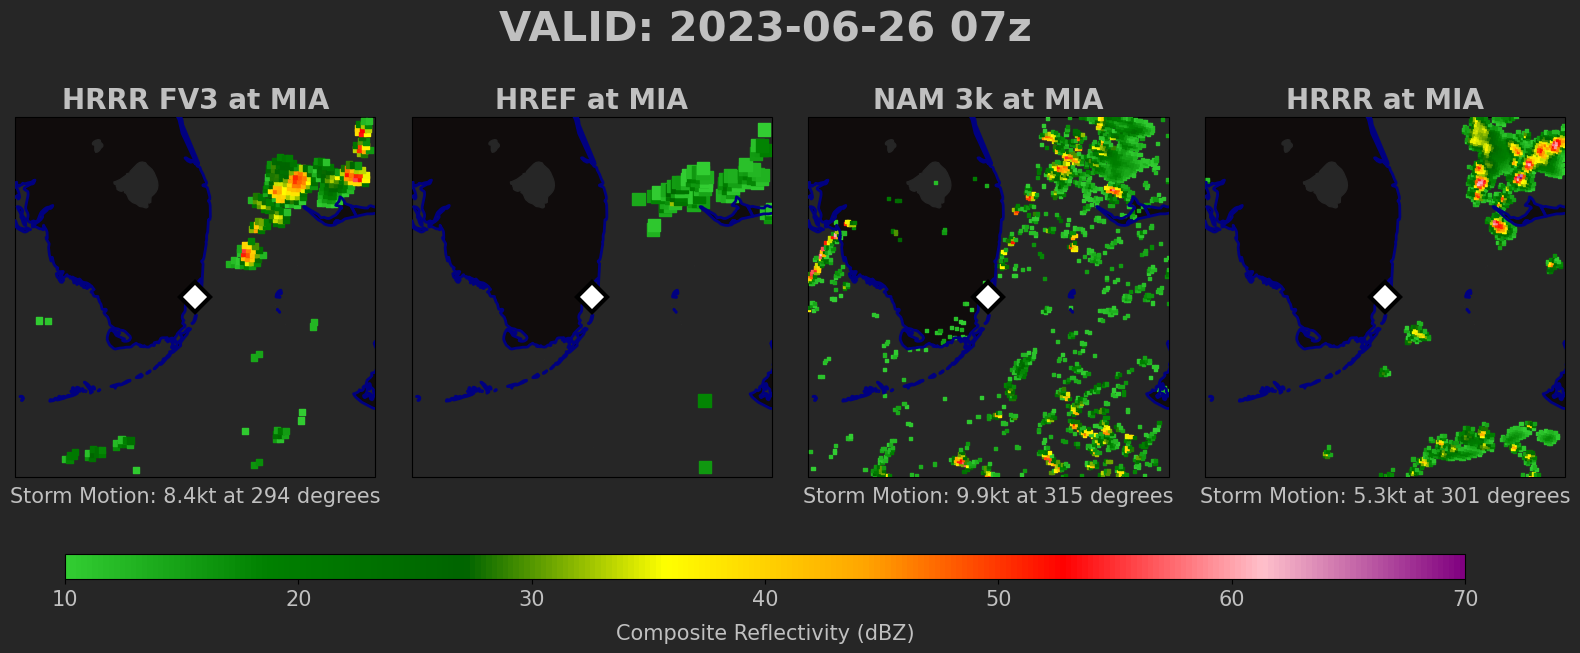 VALID: 2023-06-26 07z
HRRR FV3 at MIA
HREF at MIA
NAM 3k at MIA
HRRR at MIA
Storm Motion: 8.4kt at 294 degrees
Storm Motion: 9.9kt at 315 degrees
Storm Motion: 5.3kt at 301 degrees
10 20 30 40 50 60 70
Composite Reflectivity (dBZ)